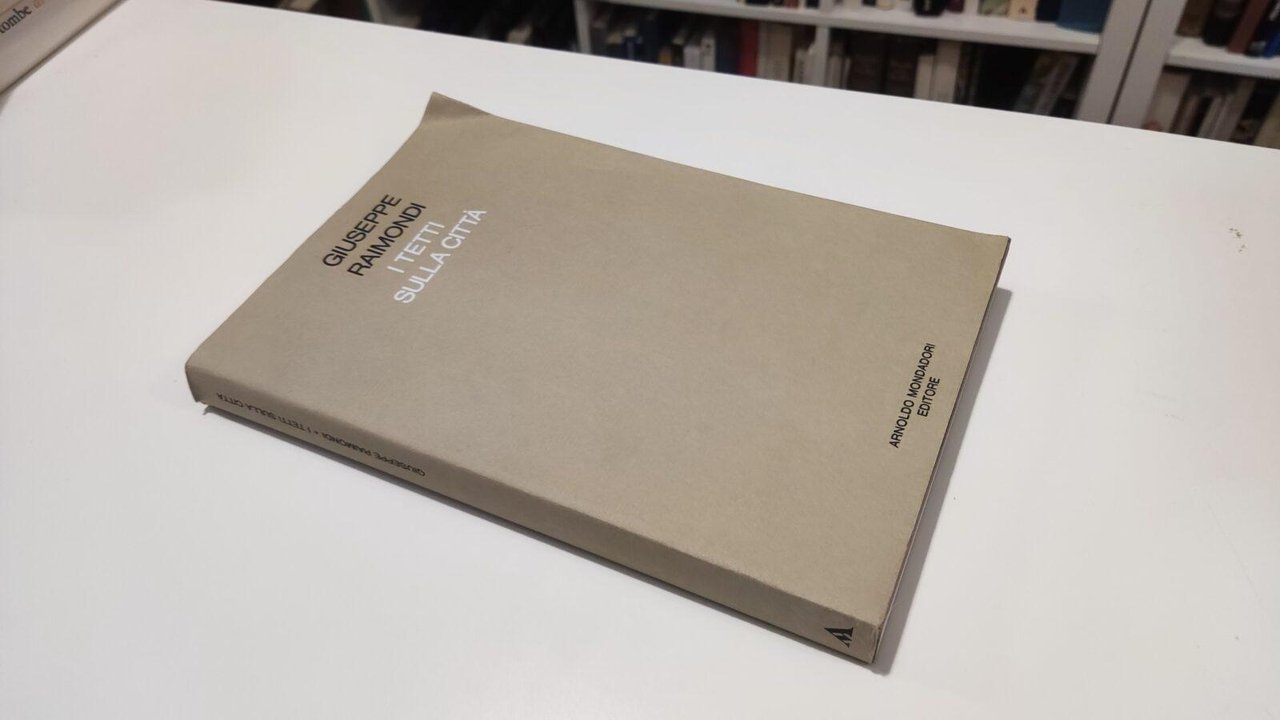 GIUSEPPE
RAIMONDI
I TETTI
SULLA CITTÀ
ARNOLDO MONDADORI
EDITORE
GIUSEPPE RAIMONDI • I TETTI SULLA CITTÀ